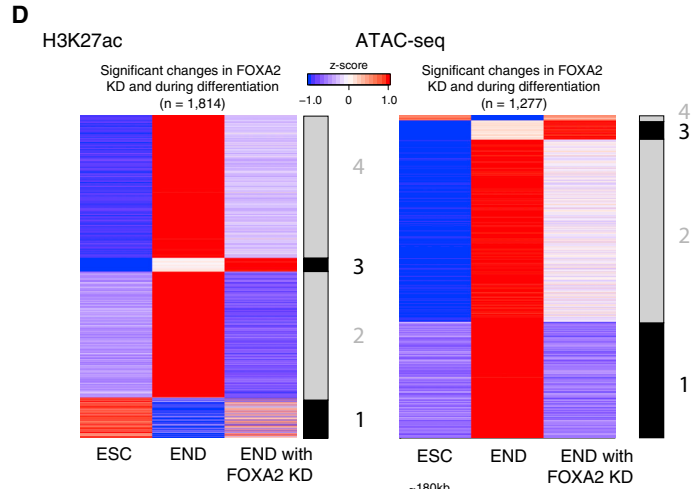 D
H3K27ac
ATAC-seq
Significant changes in FOXA2
KD and during differentiation
(n = 1,814)
z-score
−1.0 0 1.0
Significant changes in FOXA2
KD and during differentiation
(n = 1,277)
4
3
2
1
4
3
2
1
ESC END END with
FOXA2 KD
ESC END END with
FOXA2 KD
~180kb